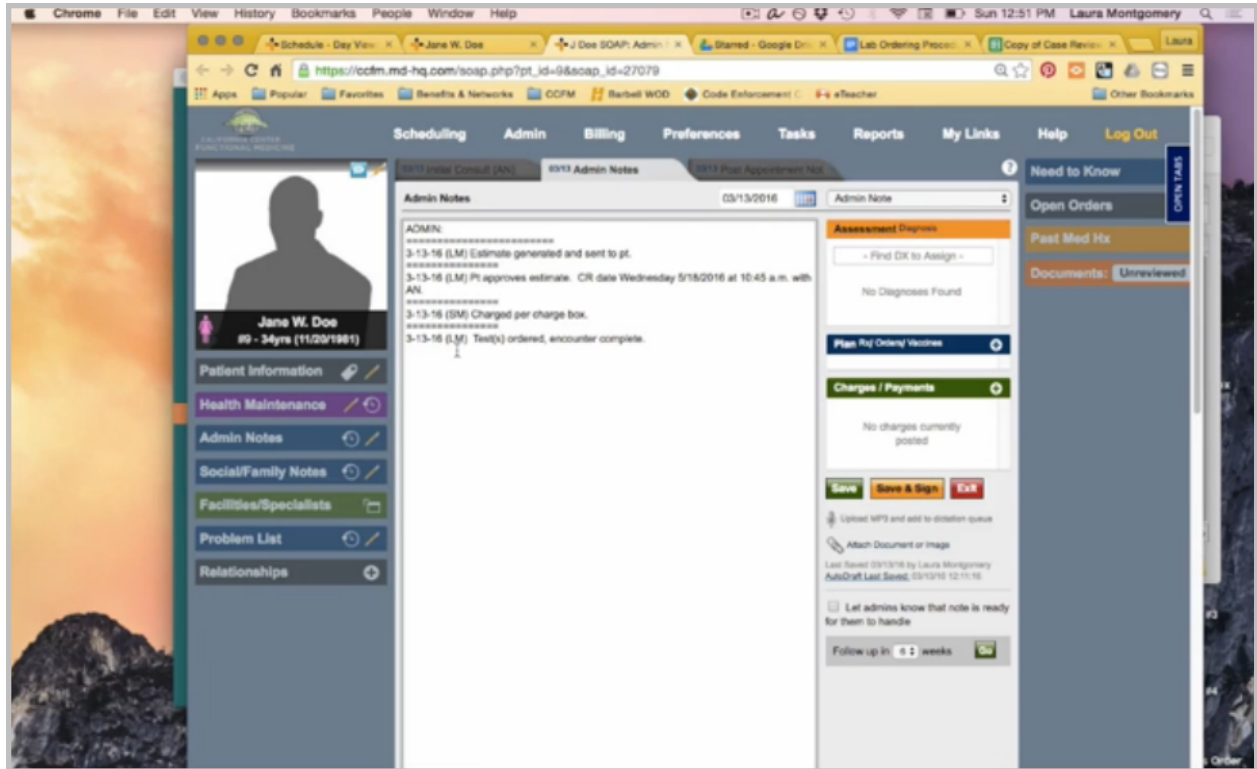 Chrome File Edit View History Bookmarks People Window Help Sun 12:51 PM Laura Montgomery
Schedule - Day View Jane W. Doe J Doe SOAP: Admin Starred - Google Drive Lab Ordering Proced Copy of Case Review Laura
https://ccfm.md-hq.com/soap.php?pt_id=9&soap_id=27079
Apps Popular Favorites Benefits & Networks CCFM Barbell WOD Code Enforcement C eTeacher Other Bookmarks
CALIFORNIA CENTER
FUNCTIONAL MEDICINE
Scheduling Admin Billing Preferences Tasks Reports My Links Help Log Out
03/13 Initial Consult (AN) 03/13 Admin Notes 03/13 Post Appointment Not
Admin Notes 03/13/2016 Admin Note
ADMIN:
========================
3-13-16 (LM) Estimate generated and sent to pt.
===============
3-13-16 (LM) Pt approves estimate. CR date Wednesday 5/18/2016 at 10:45 a.m. with
AN.
===============
3-13-16 (SM) Charged per charge box.
===============
3-13-16 (LM) Test(s) ordered, encounter complete.
Jane W. Doe
#9 - 34yrs (11/20/1981)
Patient Information
Health Maintenance
Admin Notes
Social/Family Notes
Facilities/Specialists
Problem List
Relationships
Assessment Diagnosis
- Find DX to Assign -
No Diagnoses Found
Plan Rx/ Orders/ Vaccines
Charges / Payments
No charges currently
posted
Save Save & Sign Exit
Upload MP3 and add to dictation queue
Attach Document or Image
Last Saved 03/13/16 by Laura Montgomery
AutoDraft Last Saved: 03/13/16 12:11:16
Let admins know that note is ready
for them to handle
Follow up in 6 weeks Go
Need to Know
Open Orders
Past Med Hx
Documents: Unreviewed
OPEN TABS
#3
#4
s Order